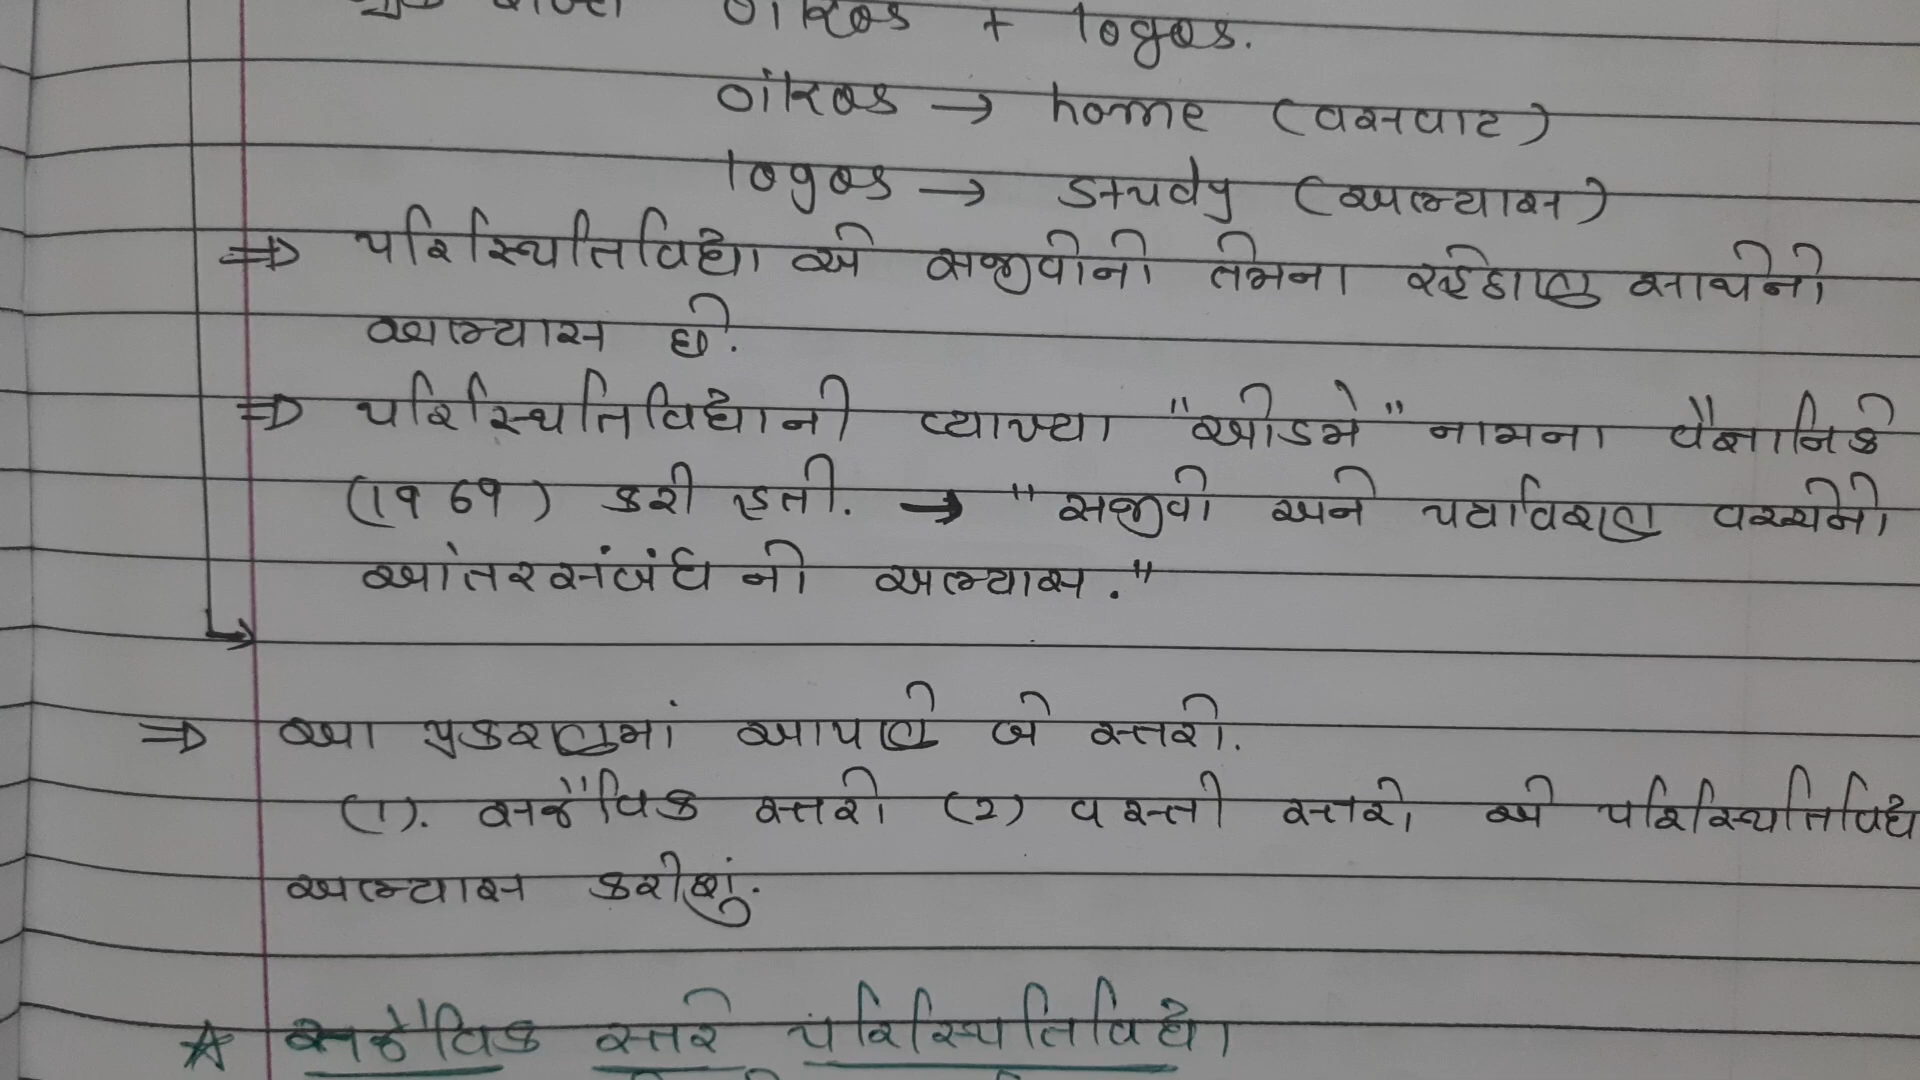 oikos + logos.
oikos → home (વસવાટ)
logos → study (અભ્યાસ)
⇒ પરિસ્થિતિવિદ્યા એ સજીવોનો તેમના રહેઠાણ સાથેનો
અભ્યાસ છે.
⇒ પરિસ્થિતિવિદ્યાની વ્યાખ્યા "ઓડમે" નામના વૈજ્ઞાનિકે
(1969) કરી હતી. → "સજીવો અને પર્યાવરણ વચ્ચેનો
આંતરસંબંધ નો અભ્યાસ."
⇒ આ પ્રકરણમાં આપણે બે સ્તરો.
(1). સજૈવિક સ્તરો (2) વસ્તી સ્તરો એ પરિસ્થિતિવિદ્યા
અભ્યાસ કરીશું.
☆ સજૈવિક સ્તરે પરિસ્થિતિવિદ્યા